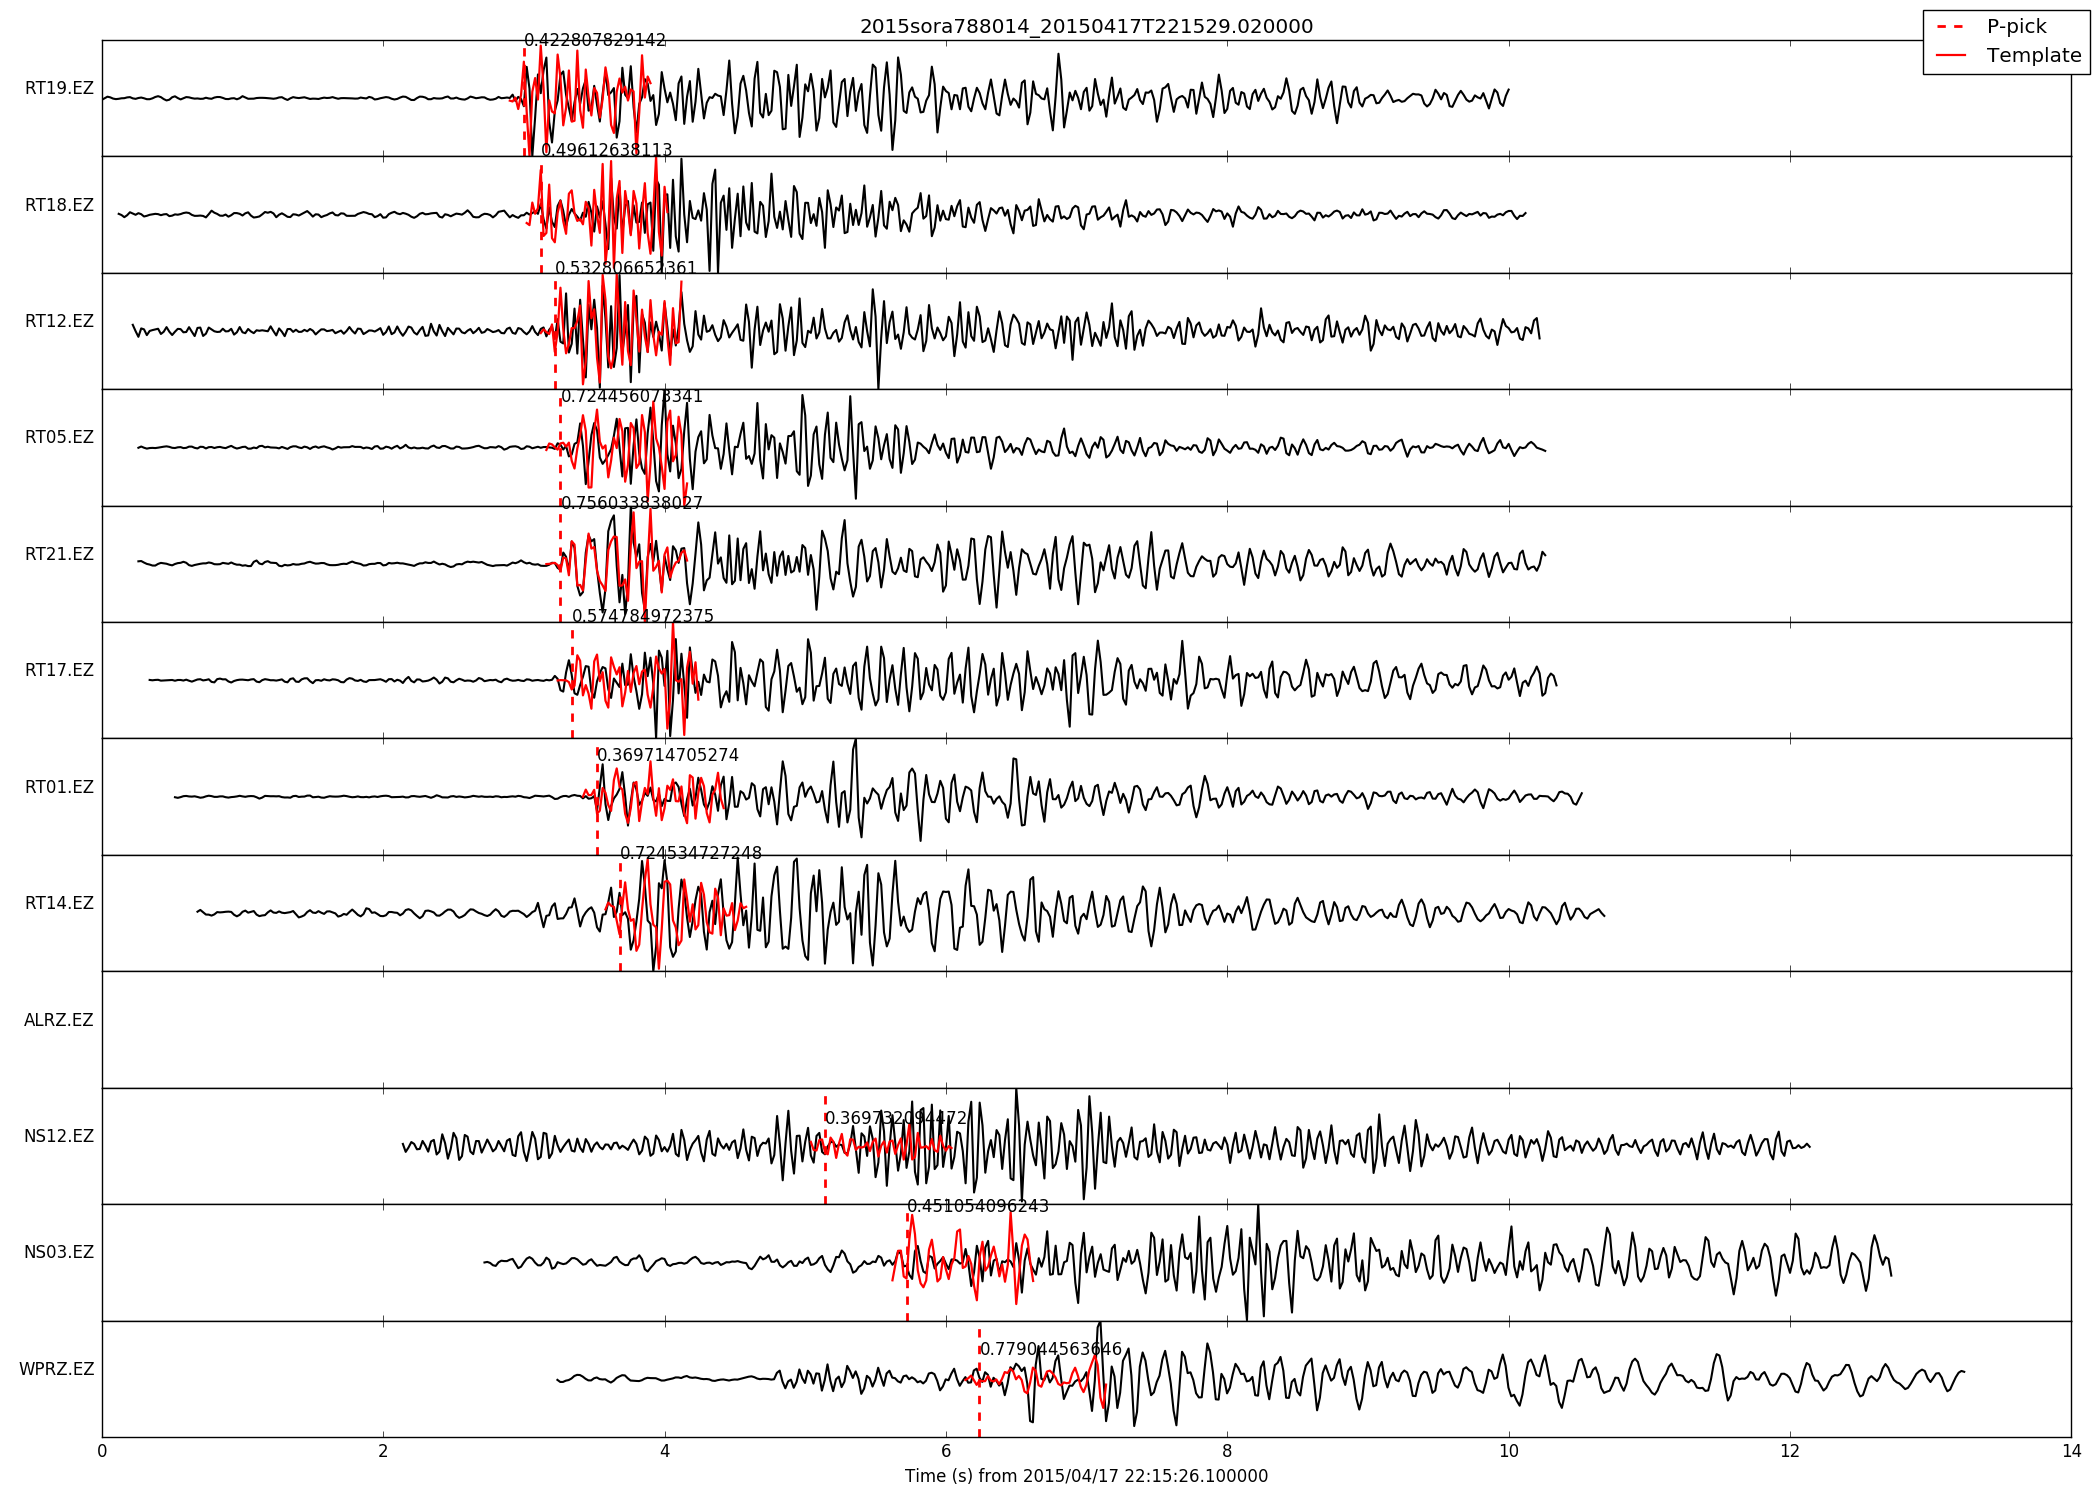 2015sora788014_20150417T221529.020000
P-pick
Template
RT19.EZ
0.422807829142
RT18.EZ
0.49612638113
RT12.EZ
0.532806652361
RT05.EZ
0.724456073341
RT21.EZ
0.756033838027
RT17.EZ
0.574784972375
RT01.EZ
0.369714705274
RT14.EZ
0.724534727248
ALRZ.EZ
NS12.EZ
0.369732094472
NS03.EZ
0.451054096243
WPRZ.EZ
0.779044563646
0 2 4 6 8 10 12 14
Time (s) from 2015/04/17 22:15:26.100000